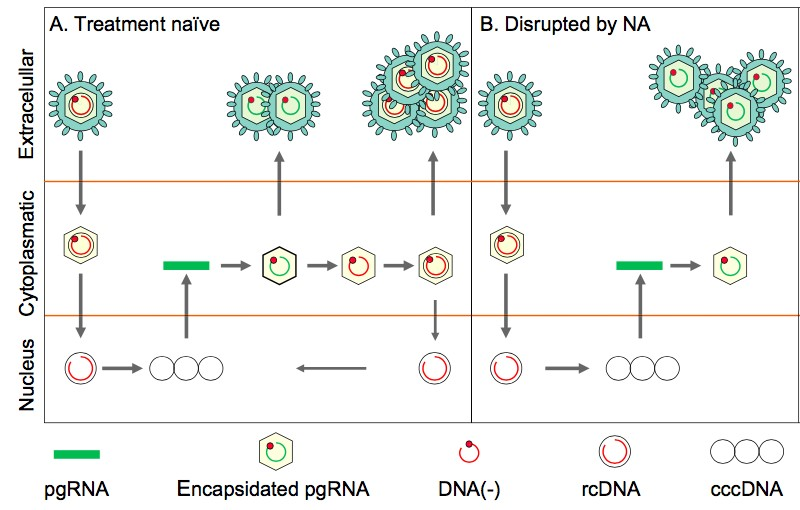 A. Treatment naïve
B. Disrupted by NA
Extracelullar
Cytoplasmatic
Nucleus
pgRNA
Encapsidated pgRNA
DNA(-)
rcDNA
cccDNA